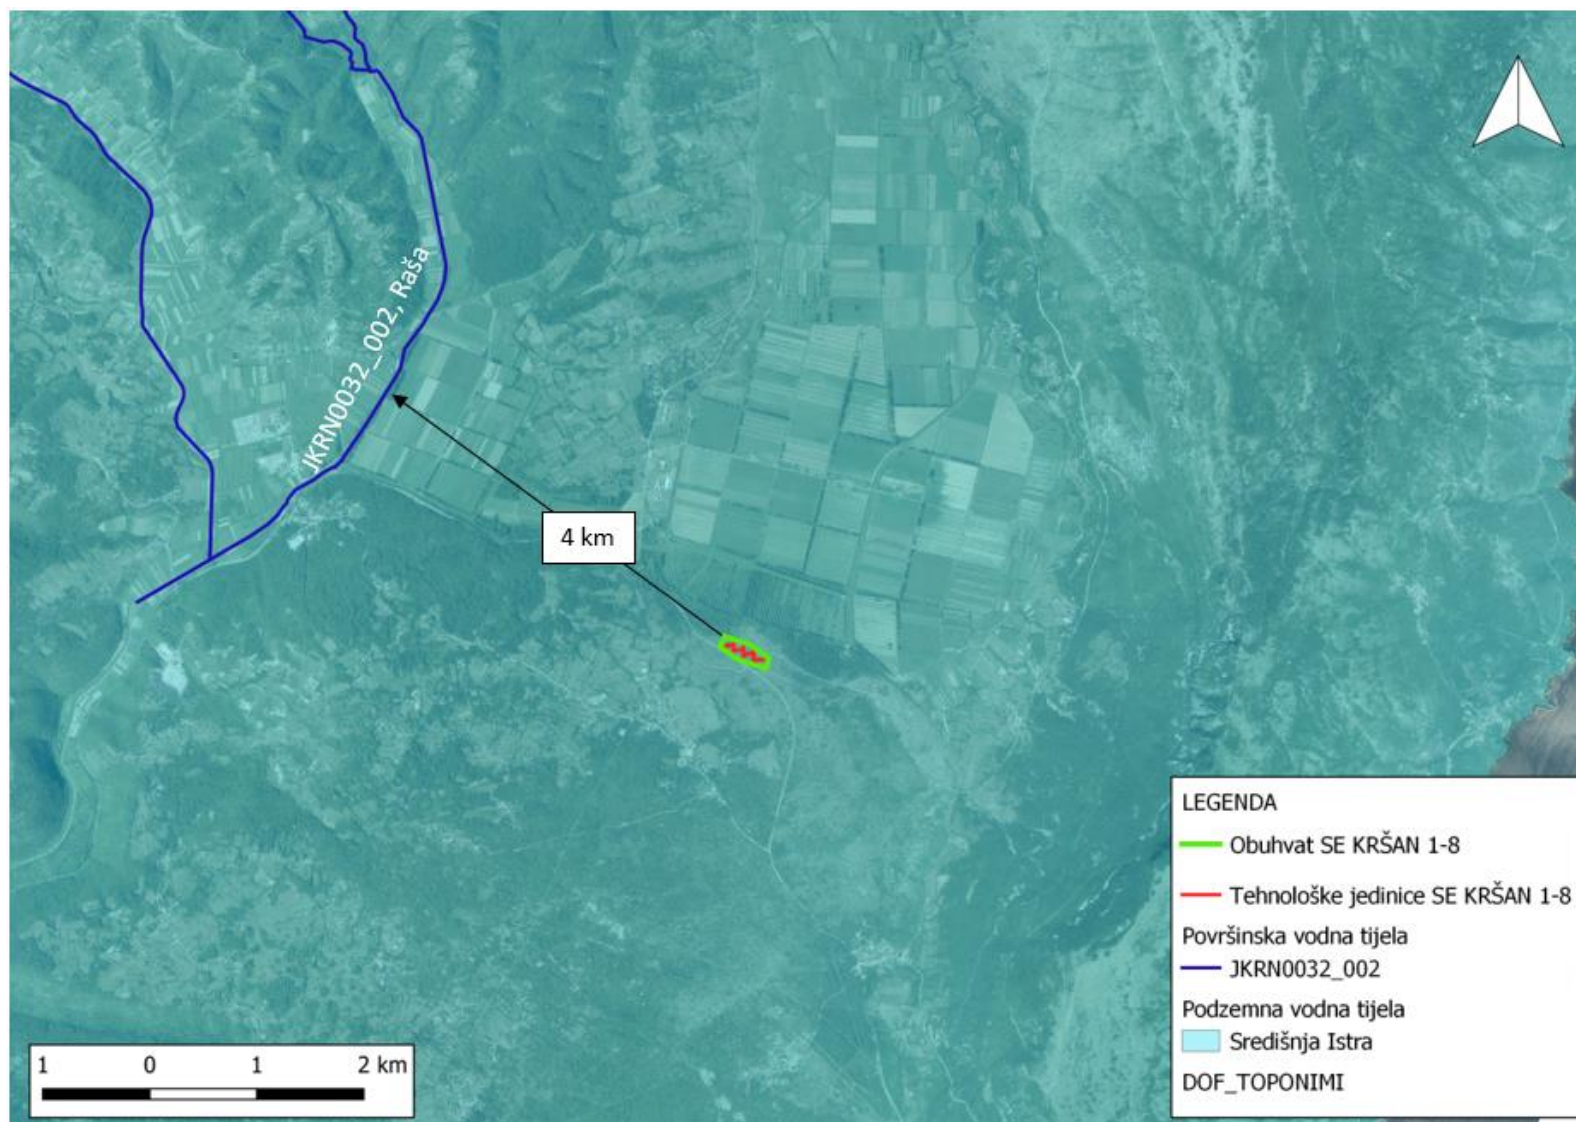 JKRN0032_002, Raša
4 km
LEGENDA
Obuhvat SE KRŠAN 1-8
Tehnološke jedinice SE KRŠAN 1-8
Površinska vodna tijela
JKRN0032_002
Podzemna vodna tijela
Središnja Istra
DOF_TOPONIMI
1 0 1 2 km